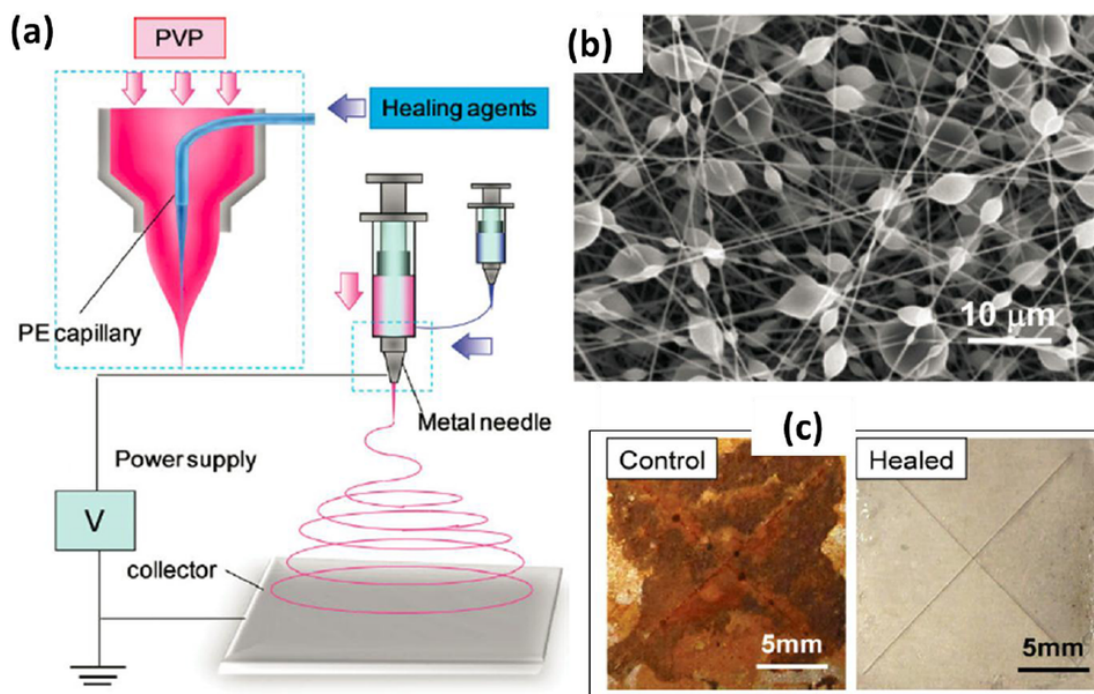 (a)
PVP
Healing agents
PE capillary
Metal needle
Power supply
V
collector
(b)
10 µm
(c)
Control
Healed
5mm
5mm